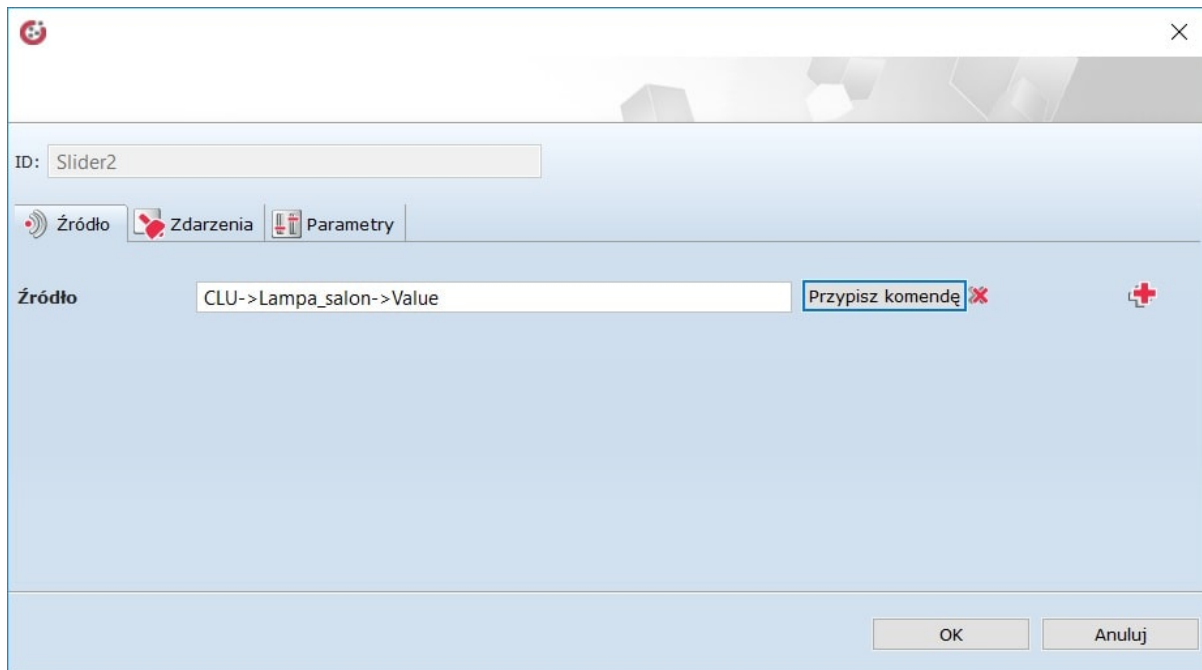 ID: Slider2
Źródło Zdarzenia Parametry
Źródło CLU->Lampa_salon->Value Przypisz komendę
OK Anuluj